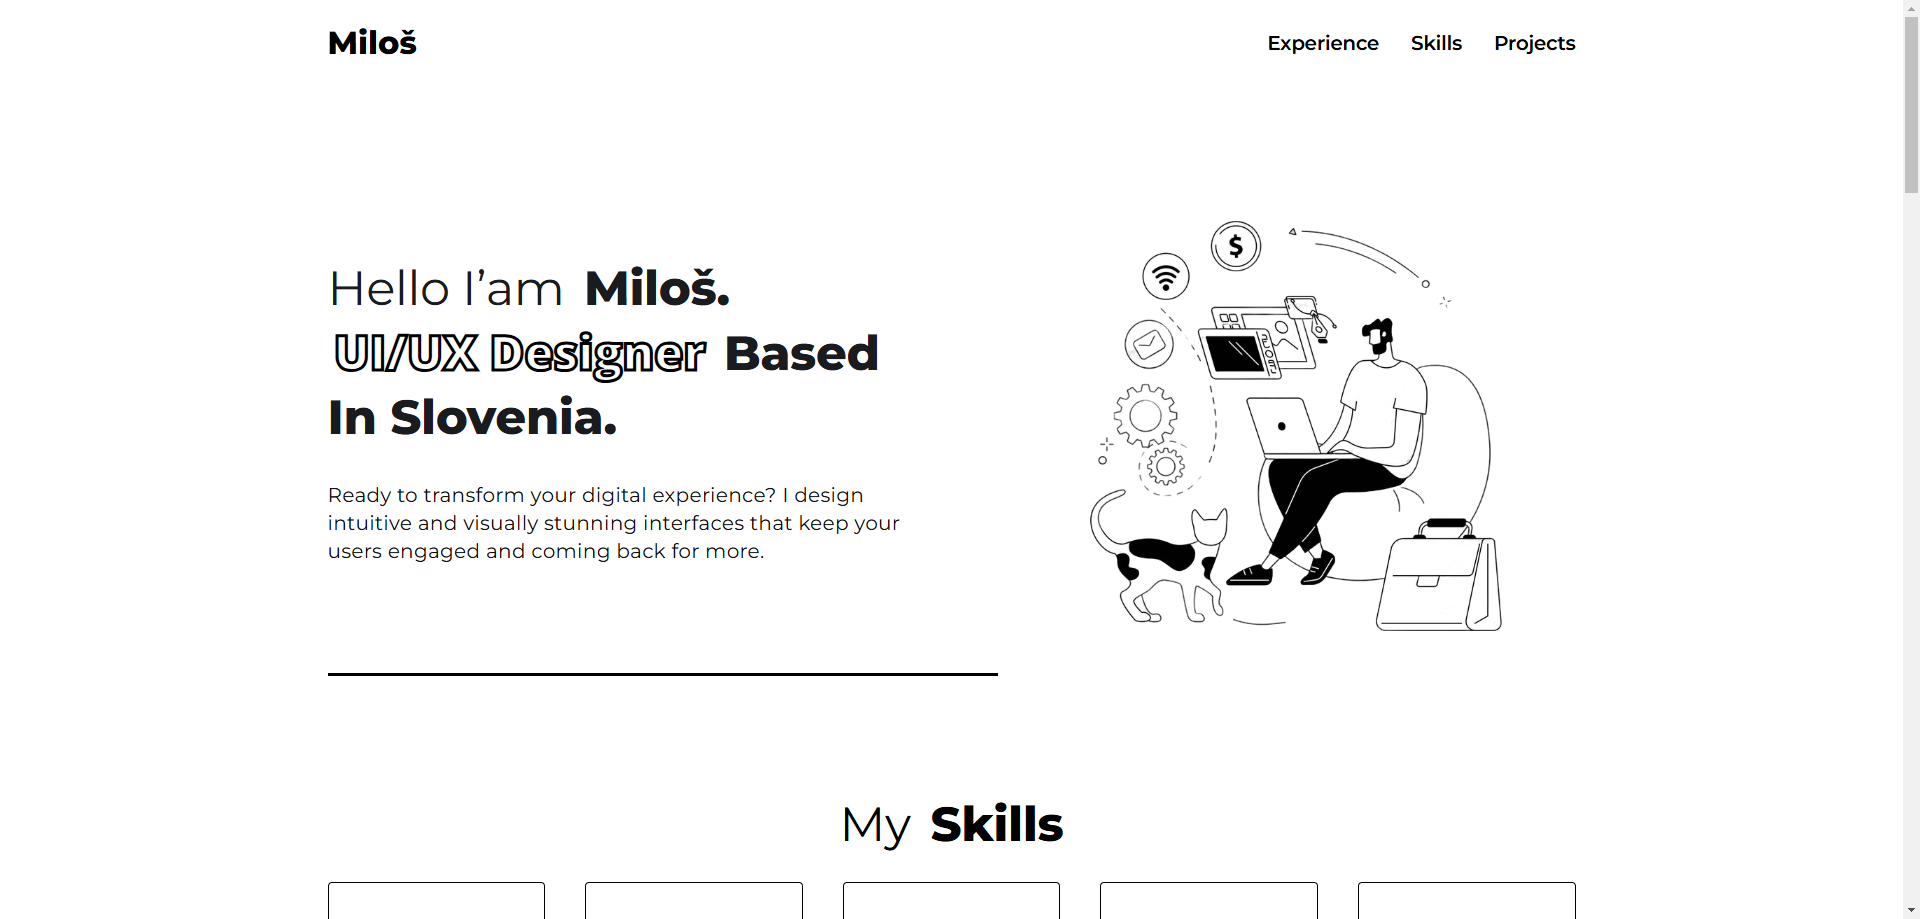 Miloš
Experience Skills Projects
Hello I’am Miloš.
UI/UX Designer Based
In Slovenia.
Ready to transform your digital experience? I design
intuitive and visually stunning interfaces that keep your
users engaged and coming back for more.
$
My Skills